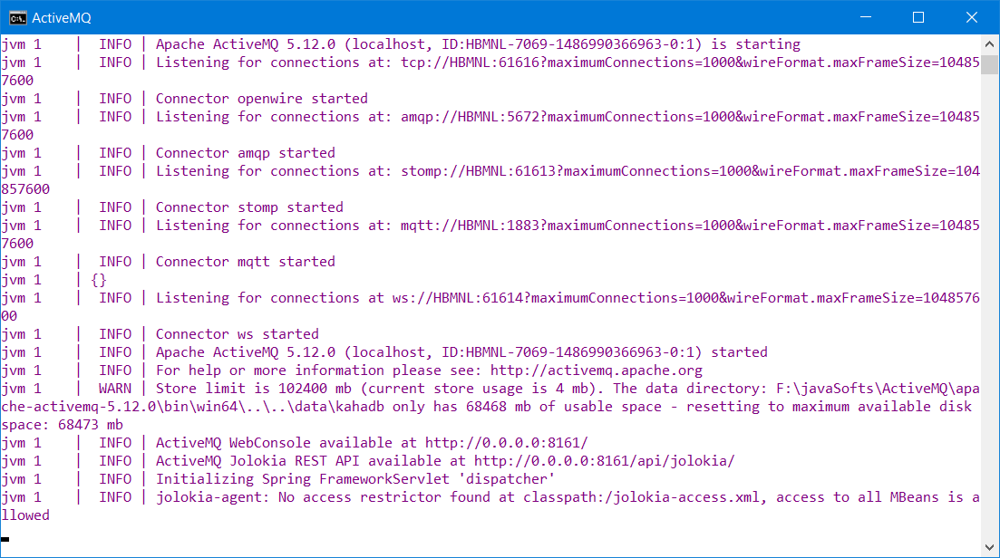 ActiveMQ
jvm 1    |  INFO | Apache ActiveMQ 5.12.0 (localhost, ID:HBMNL-7069-1486990366963-0:1) is starting
jvm 1    |  INFO | Listening for connections at: tcp://HBMNL:61616?maximumConnections=1000&wireFormat.maxFrameSize=10485
7600
jvm 1    |  INFO | Connector openwire started
jvm 1    |  INFO | Listening for connections at: amqp://HBMNL:5672?maximumConnections=1000&wireFormat.maxFrameSize=10485
7600
jvm 1    |  INFO | Connector amqp started
jvm 1    |  INFO | Listening for connections at: stomp://HBMNL:61613?maximumConnections=1000&wireFormat.maxFrameSize=104
857600
jvm 1    |  INFO | Connector stomp started
jvm 1    |  INFO | Listening for connections at: mqtt://HBMNL:1883?maximumConnections=1000&wireFormat.maxFrameSize=10485
7600
jvm 1    |  INFO | Connector mqtt started
jvm 1    | {}
jvm 1    |  INFO | Listening for connections at ws://HBMNL:61614?maximumConnections=1000&wireFormat.maxFrameSize=1048576
00
jvm 1    |  INFO | Connector ws started
jvm 1    |  INFO | Apache ActiveMQ 5.12.0 (localhost, ID:HBMNL-7069-1486990366963-0:1) started
jvm 1    |  INFO | For help or more information please see: http://activemq.apache.org
jvm 1    |  WARN | Store limit is 102400 mb (current store usage is 4 mb). The data directory: F:\javaSofts\ActiveMQ\apa
che-activemq-5.12.0\bin\win64\..\..\data\kahadb only has 68468 mb of usable space - resetting to maximum available disk
space: 68473 mb
jvm 1    |  INFO | ActiveMQ WebConsole available at http://0.0.0.0:8161/
jvm 1    |  INFO | ActiveMQ Jolokia REST API available at http://0.0.0.0:8161/api/jolokia/
jvm 1    |  INFO | Initializing Spring FrameworkServlet 'dispatcher'
jvm 1    |  INFO | jolokia-agent: No access restrictor found at classpath:/jolokia-access.xml, access to all MBeans is a
llowed